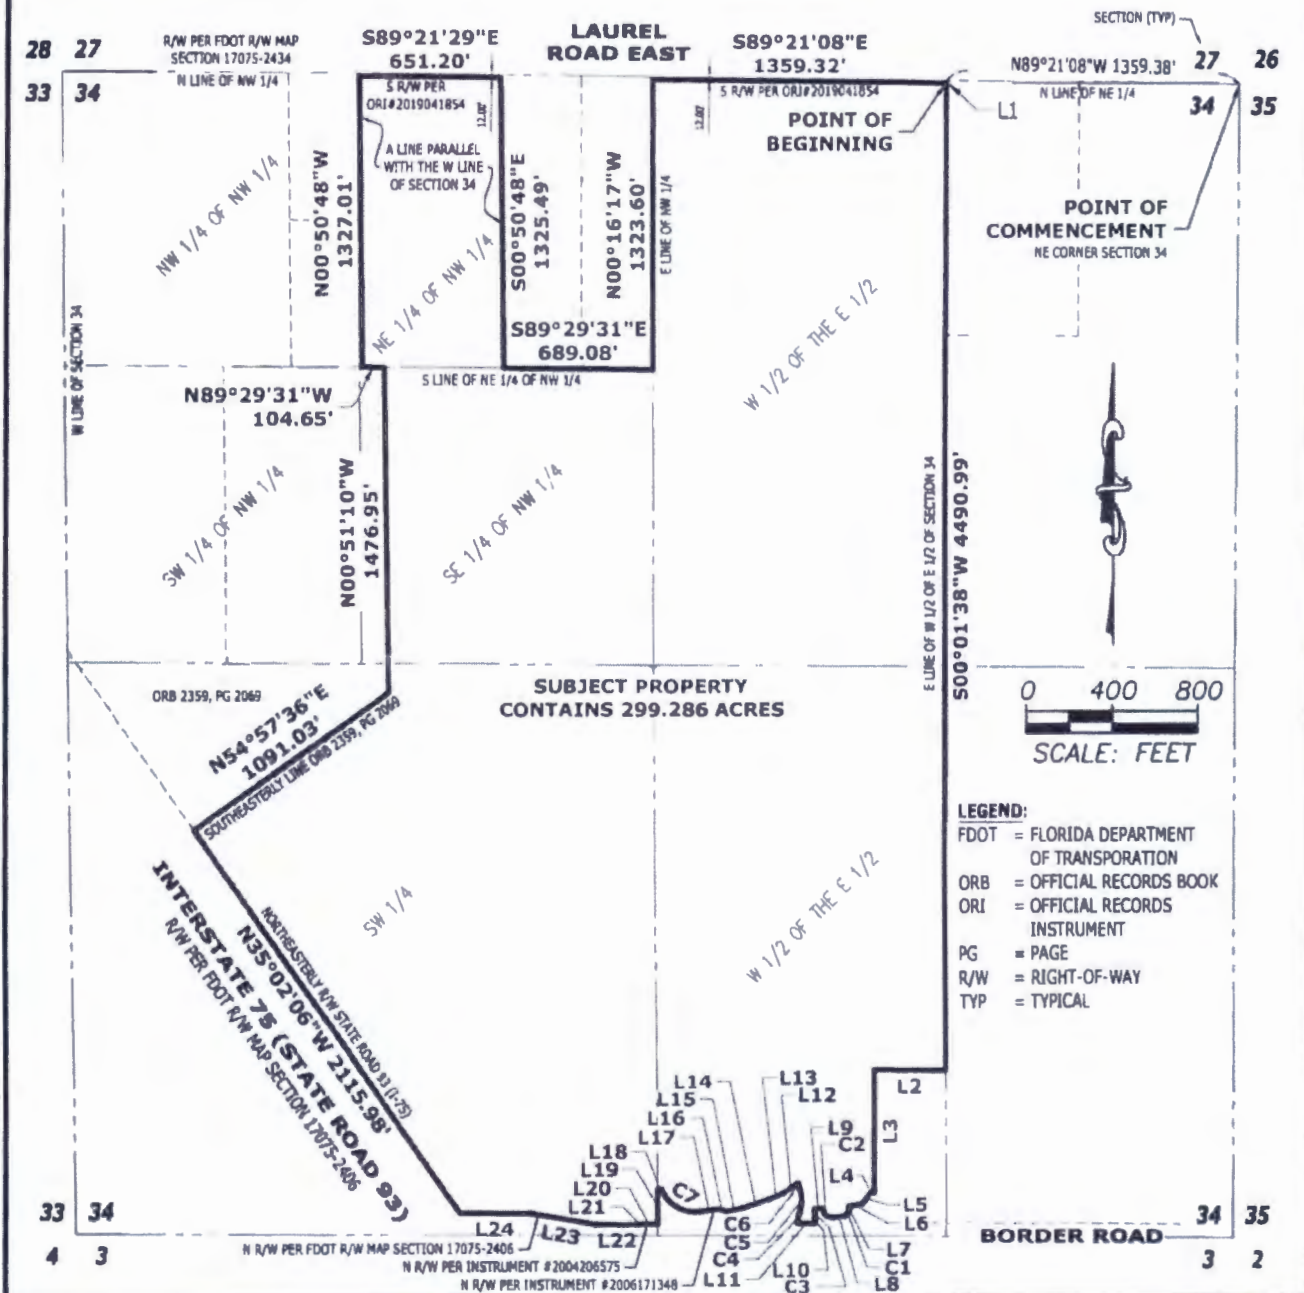 SECTION (TYP)
28 27
33 34
R/W PER FDOT R/W MAP
SECTION 17075-2434
N LINE OF NW 1/4
S89°21'29"E
651.20'
LAUREL
ROAD EAST
S89°21'08"E
1359.32'
N89°21'08"W 1359.38'
27 26
34 35
N LINE OF NE 1/4
S R/W PER
ORI#2019041854
12.00'
S R/W PER ORI#2019041854
12.00'
L1
POINT OF
BEGINNING
A LINE PARALLEL
WITH THE W LINE
OF SECTION 34
POINT OF
COMMENCEMENT
NE CORNER SECTION 34
NW 1/4 OF NW 1/4
N00°50'48"W
1327.01'
NE 1/4 OF NW 1/4
S00°50'48"E
1325.49'
N00°16'17"W
1323.60'
E LINE OF NW 1/4
W 1/2 OF THE E 1/2
S89°29'31"E
689.08'
S LINE OF NE 1/4 OF NW 1/4
W LINE OF SECTION 34
N89°29'31"W
104.65'
SW 1/4 OF NW 1/4
N00°51'10"W
1476.95'
SE 1/4 OF NW 1/4
E LINE OF W 1/2 OF E 1/2 OF SECTION 34
S00°01'38"W 4490.99'
ORB 2359, PG 2069
SUBJECT PROPERTY
CONTAINS 299.286 ACRES
N54°57'36"E
1091.03'
SOUTHEASTERLY LINE ORB 2359, PG 2069
0 400 800
SCALE: FEET
LEGEND:
FDOT = FLORIDA DEPARTMENT
OF TRANSPORATION
ORB = OFFICIAL RECORDS BOOK
ORI = OFFICIAL RECORDS
INSTRUMENT
PG = PAGE
R/W = RIGHT-OF-WAY
TYP = TYPICAL
SW 1/4
W 1/2 OF THE E 1/2
NORTHEASTERLY R/W STATE ROAD 93 (I-75)
N35°02'06"W 2115.98'
INTERSTATE 75 (STATE ROAD 93)
R/W PER FDOT R/W MAP SECTION 17075-2406
L2
L3
L14
L13
L15
L12
L16
L9
L17
C2
L18
L4
L19
C7
L5
L20
L6
L21
C6
L7
C5
C1
C4
L8
L11
L10
C3
L24
L23
L22
33 34
4 3
N R/W PER FDOT R/W MAP SECTION 17075-2406
N R/W PER INSTRUMENT #2004206575
N R/W PER INSTRUMENT #2006171348
BORDER ROAD
34 35
3 2